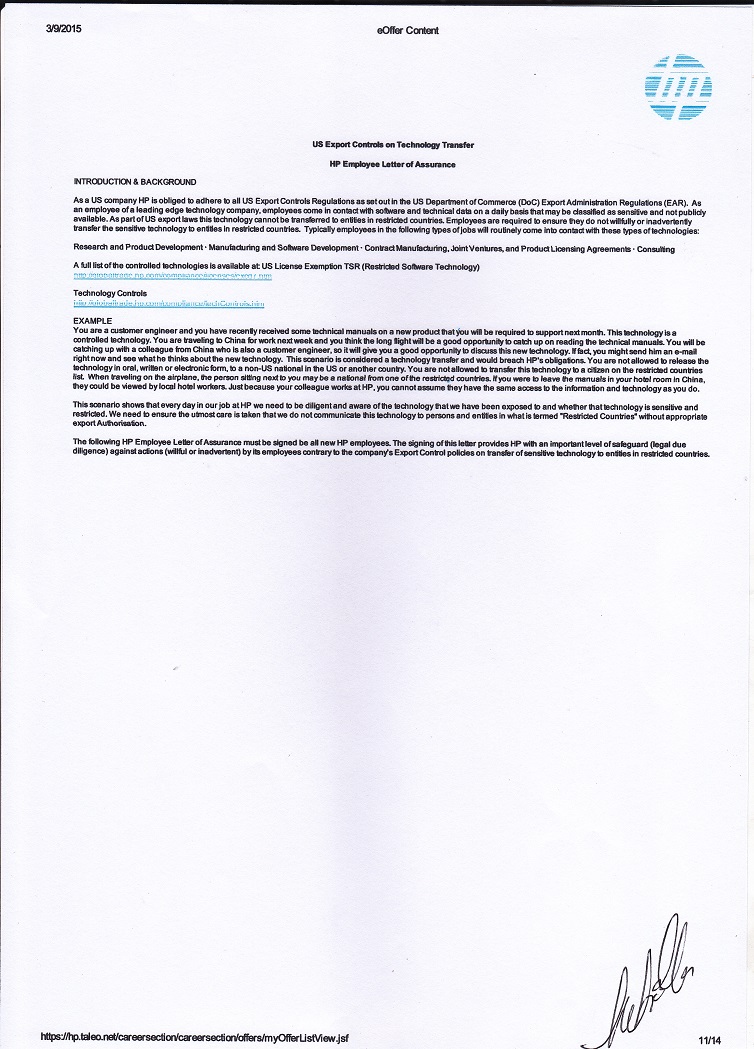 3/9/2015
eOffer Content
hp
US Export Controls on Technology Transfer
HP Employee Letter of Assurance
INTRODUCTION & BACKGROUND
As a US company HP is obliged to adhere to all US Export Controls Regulations as set out in the US Department of Commerce (DoC) Export Administration Regulations (EAR). As
an employee of a leading edge technology company, employees come in contact with software and technical data on a daily basis that may be classified as sensitive and not publicly
available. As part of US export laws this technology cannot be transferred to entities in restricted countries. Employees are required to ensure they do not willfully or inadvertently
transfer the sensitive technology to entities in restricted countries. Typically employees in the following types of jobs will routinely come into contact with these types of technologies:
Research and Product Development · Manufacturing and Software Development · Contract Manufacturing, Joint Ventures, and Product Licensing Agreements · Consulting
A full list of the controlled technologies is available at: US License Exemption TSR (Restricted Software Technology)
Technology Controls
EXAMPLE
You are a customer engineer and you have recently received some technical manuals on a new product that you will be required to support next month. This technology is a
controlled technology. You are traveling to China for work next week and you think the long flight will be a good opportunity to catch up on reading the technical manuals. You will be
catching up with a colleague from China who is also a customer engineer, so it will give you a good opportunity to discuss this new technology. If fact, you might send him an e-mail
right now and see what he thinks about the new technology. This scenario is considered a technology transfer and would breach HP's obligations. You are not allowed to release the
technology in oral, written or electronic form, to a non-US national in the US or another country. You are not allowed to transfer this technology to a citizen on the restricted countries
list. When traveling on the airplane, the person sitting next to you may be a national from one of the restricted countries. If you were to leave the manuals in your hotel room in China,
they could be viewed by local hotel workers. Just because your colleague works at HP, you cannot assume they have the same access to the information and technology as you do.
This scenario shows that every day in our job at HP we need to be diligent and aware of the technology that we have been exposed to and whether that technology is sensitive and
restricted. We need to ensure the utmost care is taken that we do not communicate this technology to persons and entities in what is termed "Restricted Countries" without appropriate
export Authorisation.
The following HP Employee Letter of Assurance must be signed be all new HP employees. The signing of this letter provides HP with an important level of safeguard (legal due
diligence) against actions (willful or inadvertent) by its employees contrary to the company's Export Control policies on transfer of sensitive technology to entities in restricted countries.
https://hp.taleo.net/careersection/careersection/offers/myOfferListView.jsf
11/14